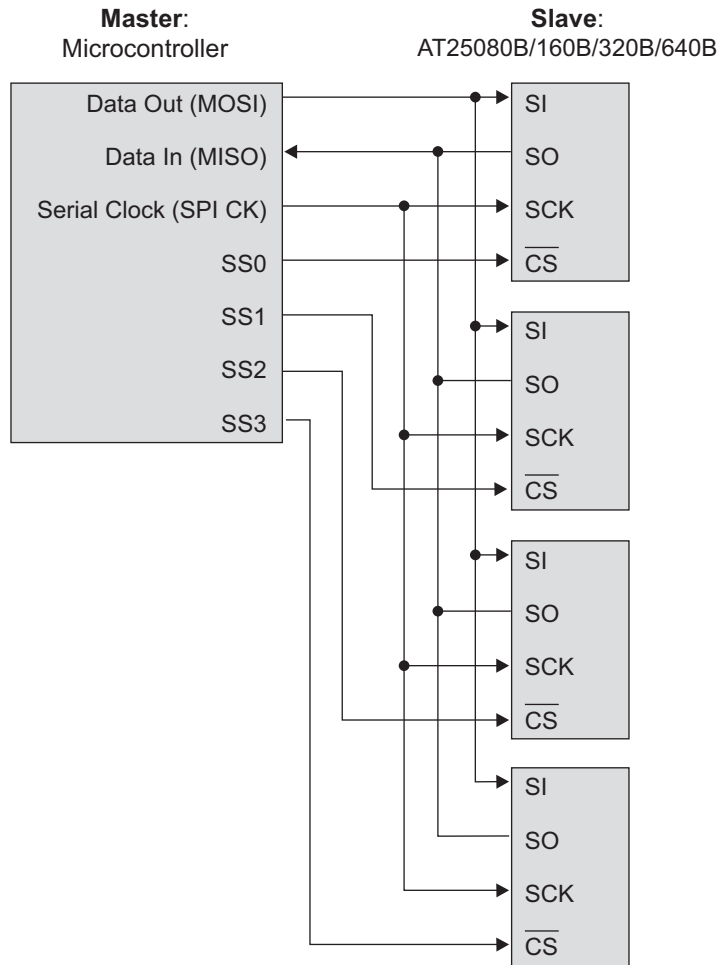 Master:
Microcontroller
Slave:
AT25080B/160B/320B/640B
Data Out (MOSI)
Data In (MISO)
Serial Clock (SPI CK)
SS0
SS1
SS2
SS3
SI
SO
SCK
CS
SI
SO
SCK
CS
SI
SO
SCK
CS
SI
SO
SCK
CS